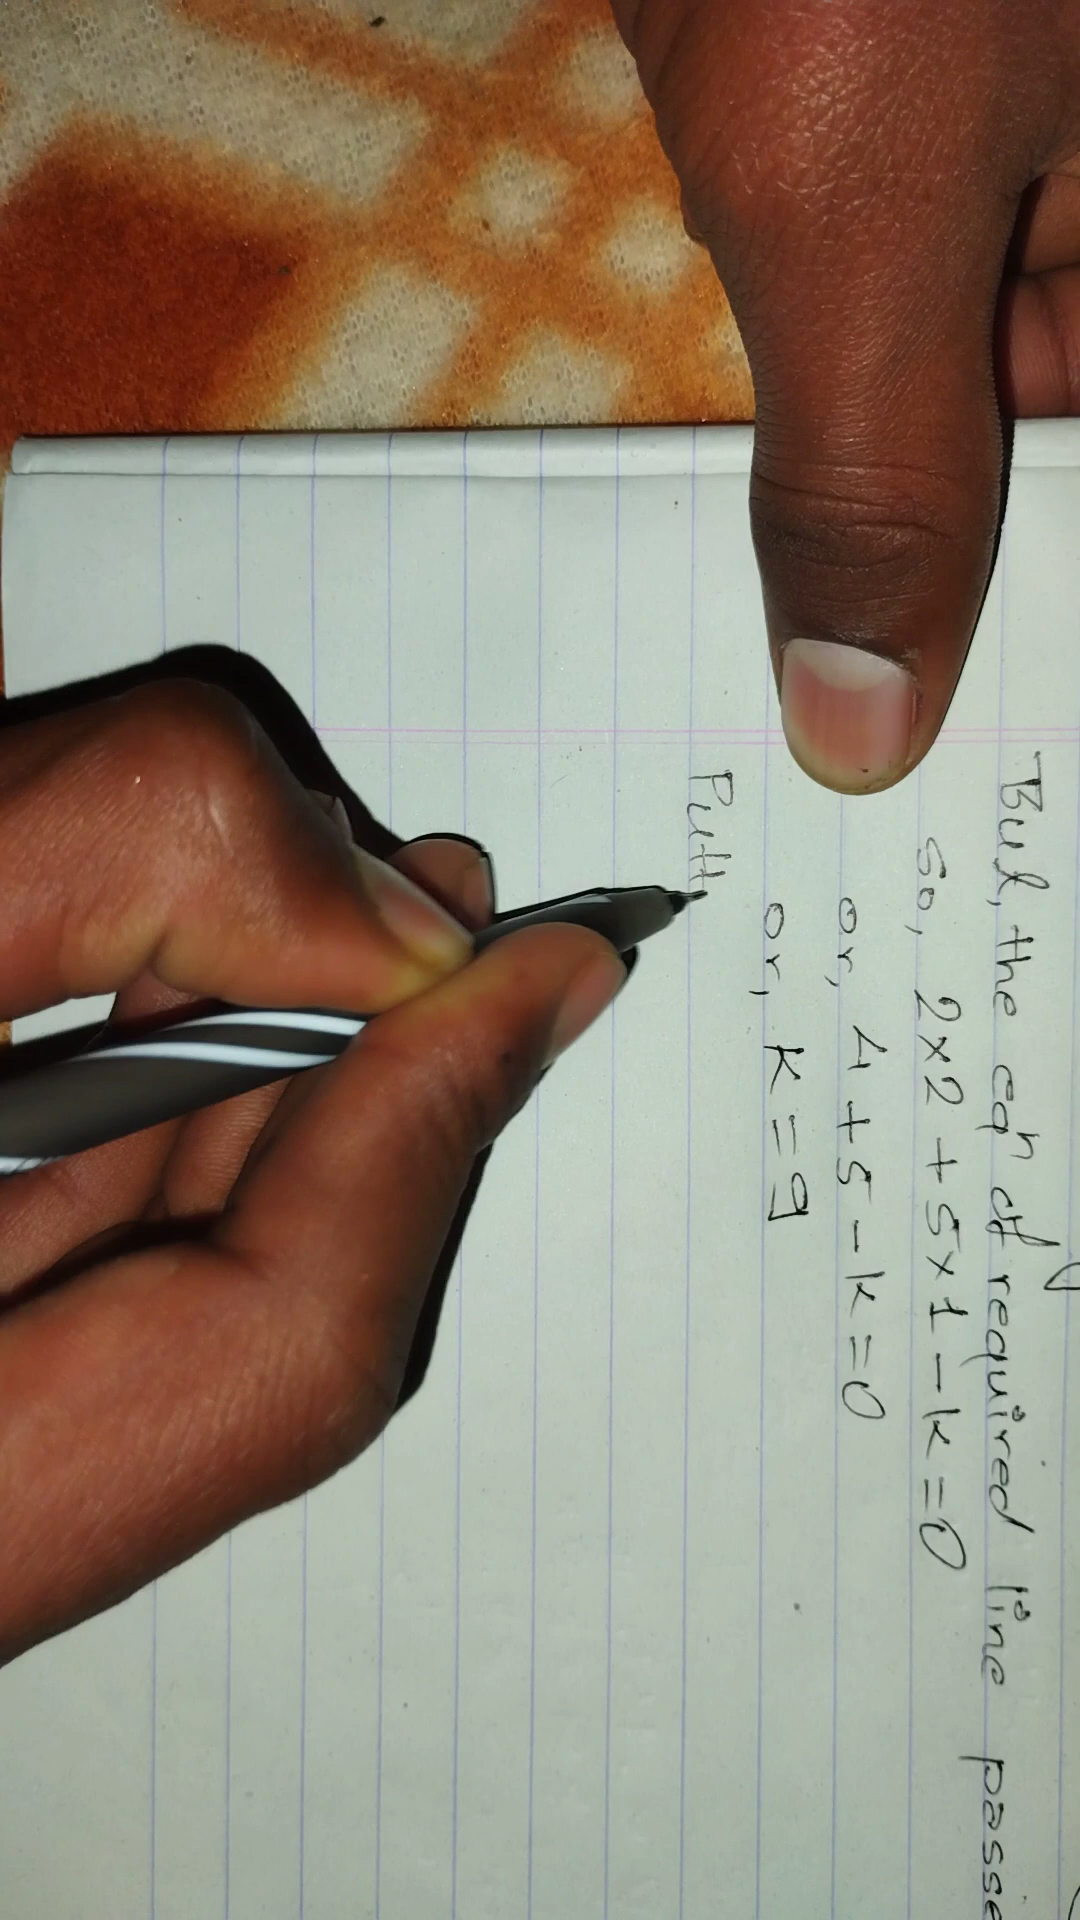 But, the eqn of required line passe
so, 2×2 + 5×1 - k = 0
or, 4 + 5 - k = 0
or, k = 9
Putt